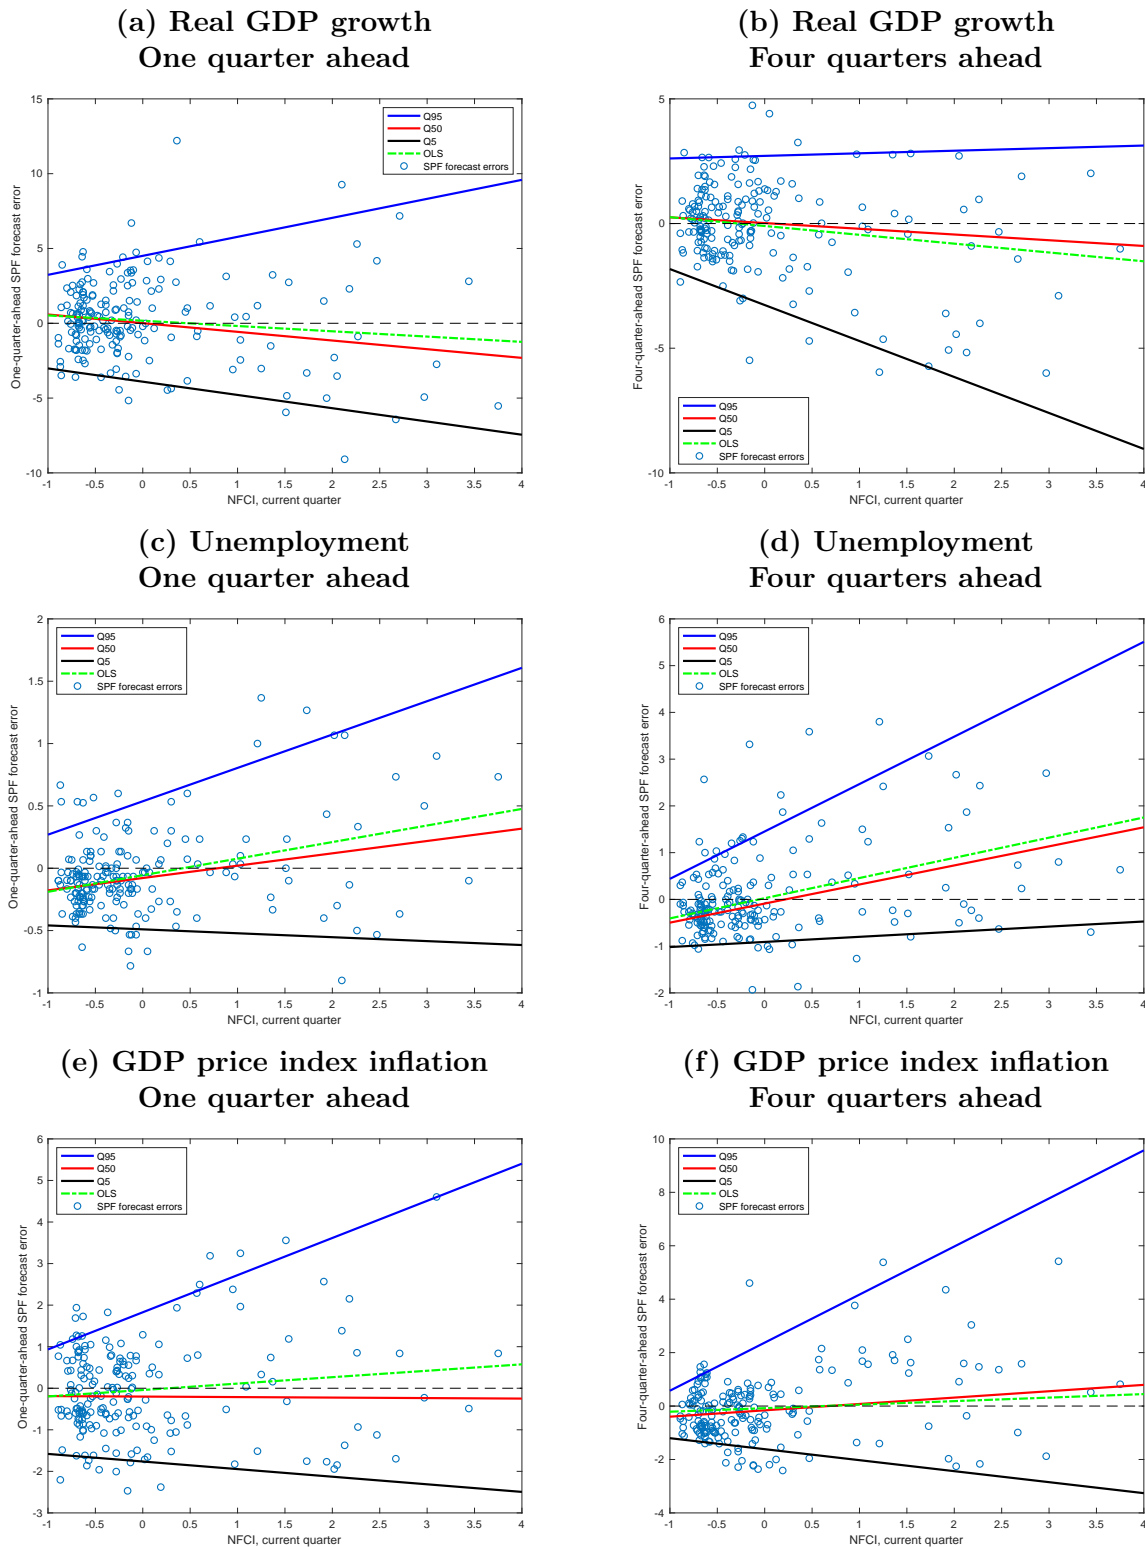 (a) Real GDP growth
One quarter ahead
15
10
5
0
-5
-10
-1
-0.5
0
0.5
1
1.5
2
2.5
3
3.5
4
One-quarter-ahead SPF forecast error
NFCI, current quarter
Q95
Q50
Q5
OLS
SPF forecast errors
(b) Real GDP growth
Four quarters ahead
5
0
-5
-10
-1
-0.5
0
0.5
1
1.5
2
2.5
3
3.5
4
Four-quarter-ahead SPF forecast error
NFCI, current quarter
Q95
Q50
Q5
OLS
SPF forecast errors
(c) Unemployment
One quarter ahead
2
1.5
1
0.5
0
-0.5
-1
-1
-0.5
0
0.5
1
1.5
2
2.5
3
3.5
4
One-quarter-ahead SPF forecast error
NFCI, current quarter
Q95
Q50
Q5
OLS
SPF forecast errors
(d) Unemployment
Four quarters ahead
6
5
4
3
2
1
0
-1
-2
-1
-0.5
0
0.5
1
1.5
2
2.5
3
3.5
4
Four-quarter-ahead SPF forecast error
NFCI, current quarter
Q95
Q50
Q5
OLS
SPF forecast errors
(e) GDP price index inflation
One quarter ahead
6
5
4
3
2
1
0
-1
-2
-3
-1
-0.5
0
0.5
1
1.5
2
2.5
3
3.5
4
One-quarter-ahead SPF forecast error
NFCI, current quarter
Q95
Q50
Q5
OLS
SPF forecast errors
(f) GDP price index inflation
Four quarters ahead
10
8
6
4
2
0
-2
-4
-1
-0.5
0
0.5
1
1.5
2
2.5
3
3.5
4
Four-quarter-ahead SPF forecast error
NFCI, current quarter
Q95
Q50
Q5
OLS
SPF forecast errors